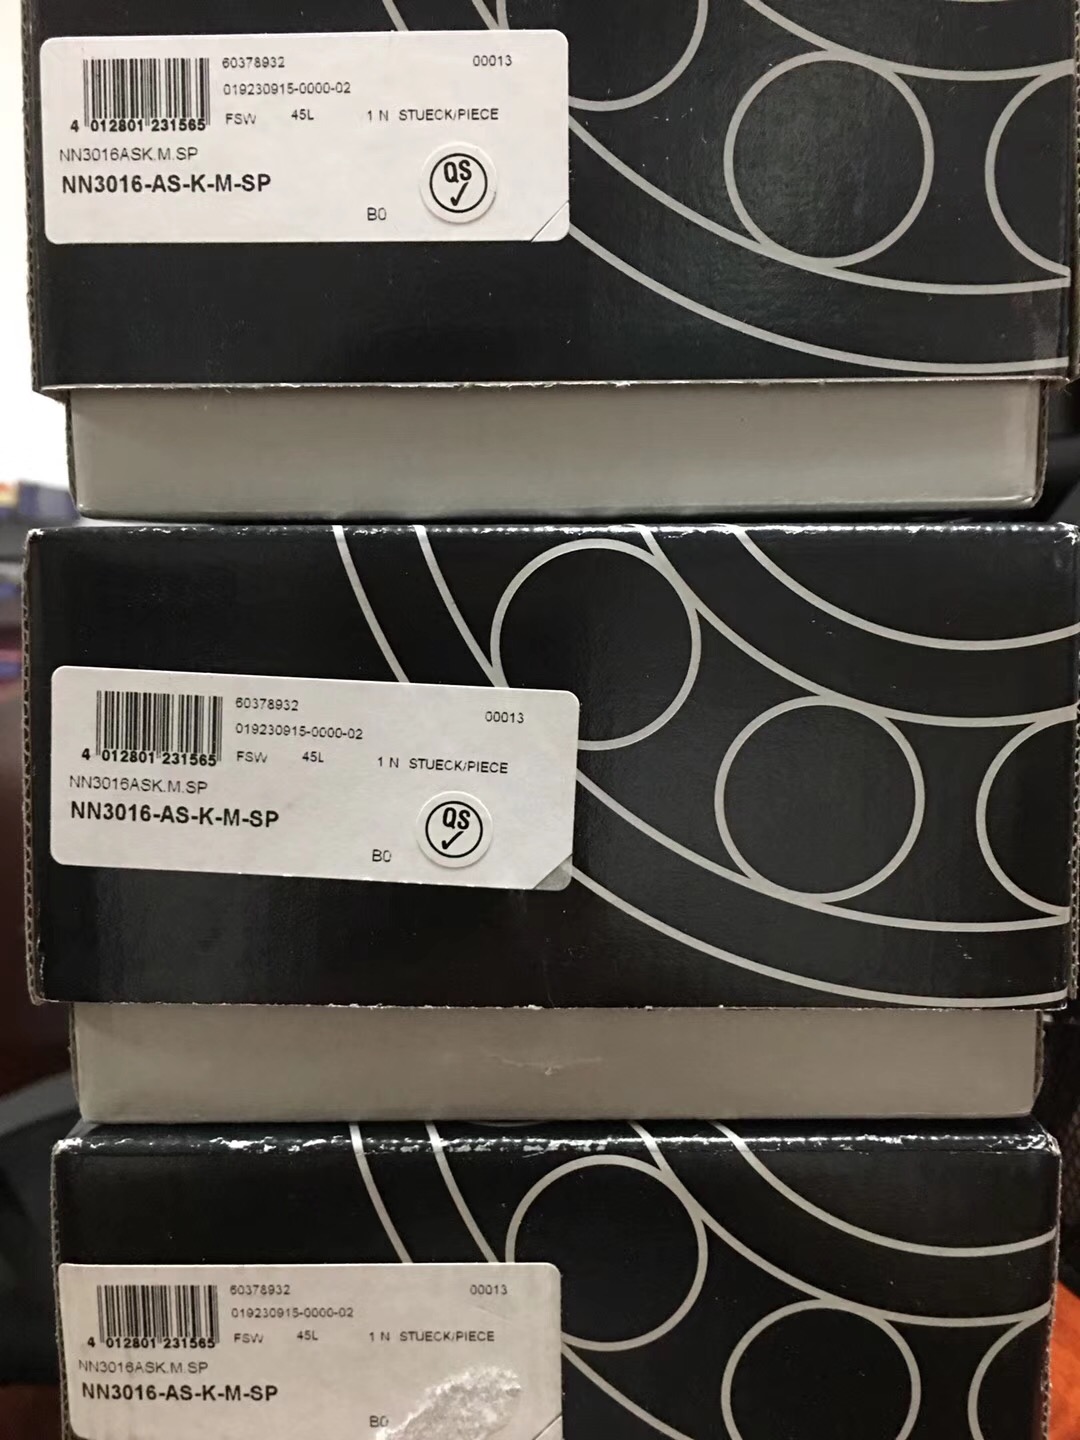 60378932 00013
019230915-0000-02
4 012801 231565 FSW 45L 1 N STUECK/PIECE
NN3016ASK.M.SP
NN3016-AS-K-M-SP
QS
B0
60378932 00013
019230915-0000-02
4 012801 231565 FSW 45L 1 N STUECK/PIECE
NN3016ASK.M.SP
NN3016-AS-K-M-SP
QS
B0
60378932 00013
019230915-0000-02
4 012801 231565 FSW 45L 1 N STUECK/PIECE
NN3016ASK.M.SP
NN3016-AS-K-M-SP
B0